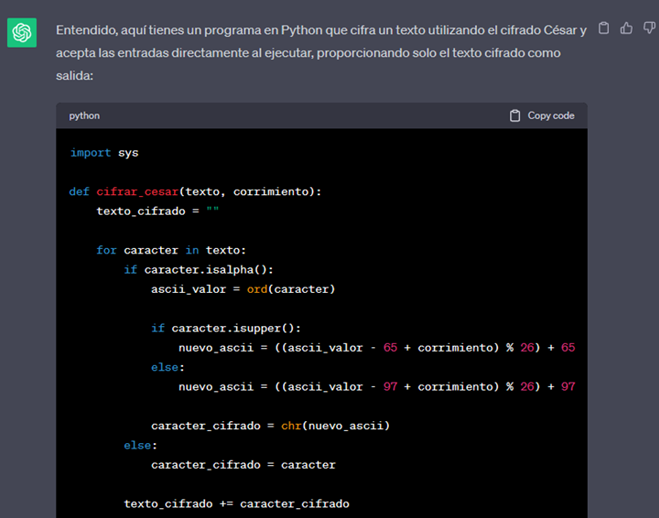 Entendido, aquí tienes un programa en Python que cifra un texto utilizando el cifrado César y
acepta las entradas directamente al ejecutar, proporcionando solo el texto cifrado como
salida:
python
Copy code
import sys
def cifrar_cesar(texto, corrimiento):
    texto_cifrado = ""
    for caracter in texto:
        if caracter.isalpha():
            ascii_valor = ord(caracter)
            if caracter.isupper():
                nuevo_ascii = ((ascii_valor - 65 + corrimiento) % 26) + 65
            else:
                nuevo_ascii = ((ascii_valor - 97 + corrimiento) % 26) + 97
            caracter_cifrado = chr(nuevo_ascii)
        else:
            caracter_cifrado = caracter
        texto_cifrado += caracter_cifrado